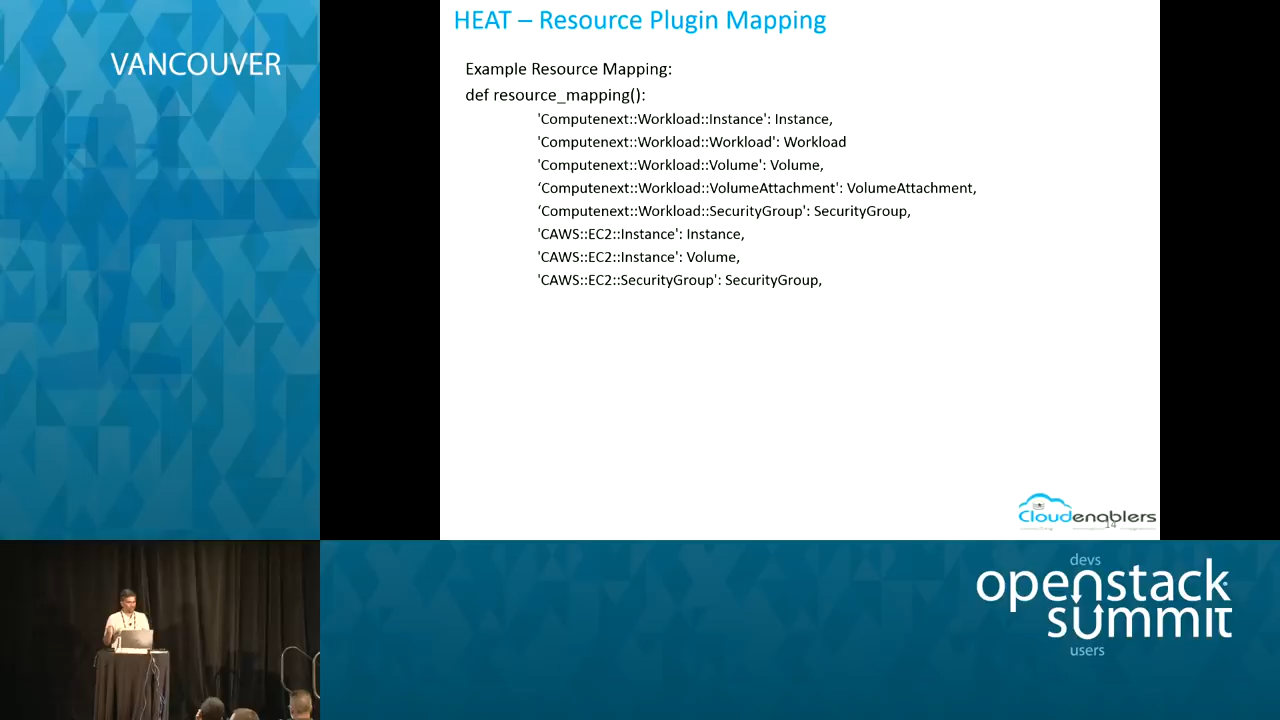 VANCOUVER
HEAT – Resource Plugin Mapping
Example Resource Mapping:
def resource_mapping():
'Computenext::Workload::Instance': Instance,
'Computenext::Workload::Workload': Workload
'Computenext::Workload::Volume': Volume,
‘Computenext::Workload::VolumeAttachment': VolumeAttachment,
‘Computenext::Workload::SecurityGroup': SecurityGroup,
'CAWS::EC2::Instance': Instance,
'CAWS::EC2::Instance': Volume,
'CAWS::EC2::SecurityGroup': SecurityGroup,
Cloudenablers
14
devs
openstack
summit
users